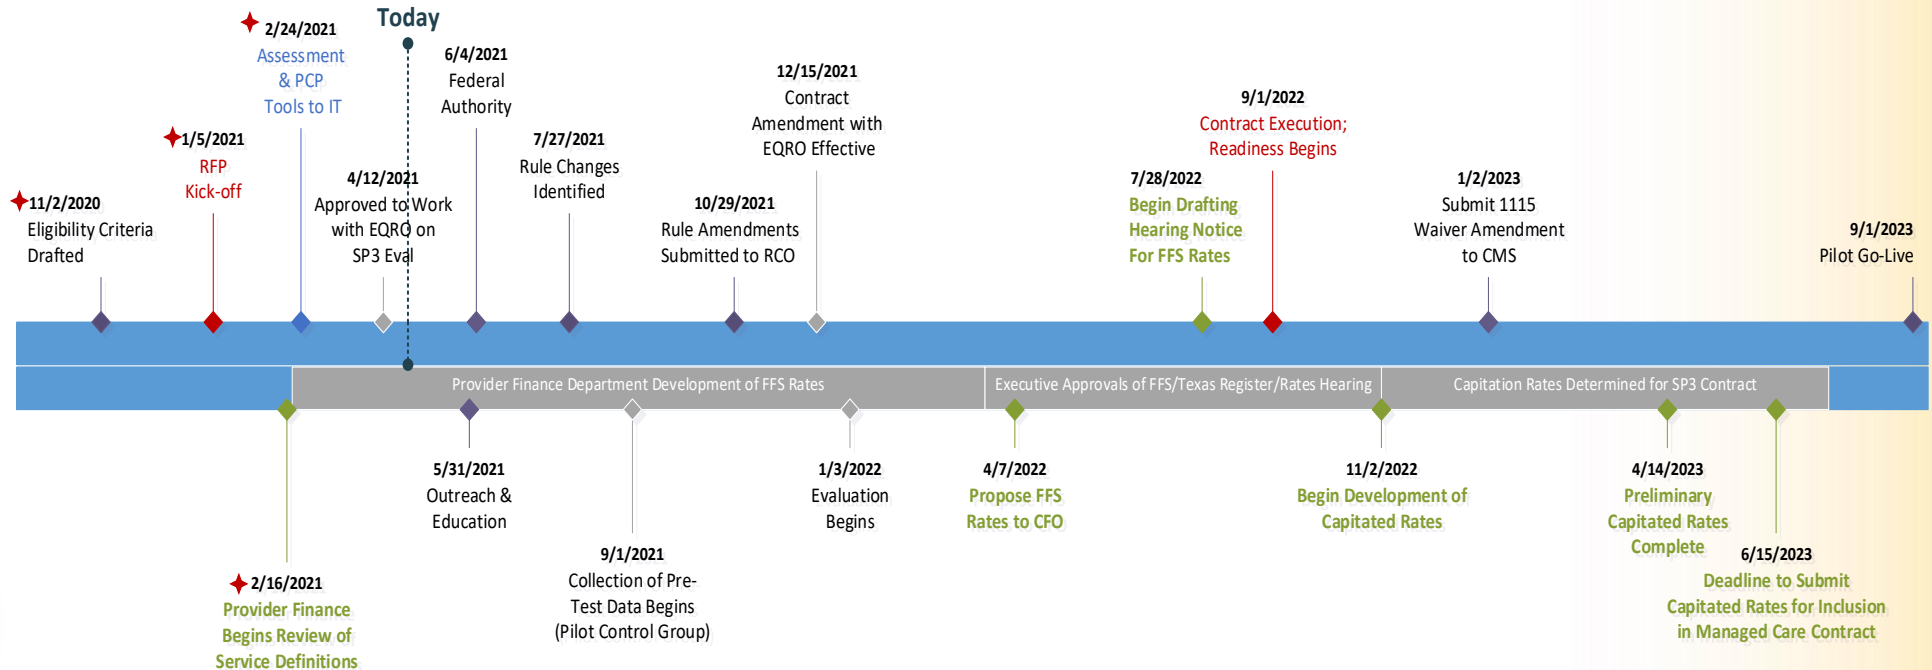 Today
11/2/2020
Eligibility Criteria
Drafted
1/5/2021
RFP
Kick-off
2/24/2021
Assessment
& PCP
Tools to IT
4/12/2021
Approved to Work
with EQRO on
SP3 Eval
6/4/2021
Federal
Authority
7/27/2021
Rule Changes
Identified
10/29/2021
Rule Amendments
Submitted to RCO
12/15/2021
Contract
Amendment with
EQRO Effective
7/28/2022
Begin Drafting
Hearing Notice
For FFS Rates
9/1/2022
Contract Execution;
Readiness Begins
1/2/2023
Submit 1115
Waiver Amendment
to CMS
9/1/2023
Pilot Go-Live
Provider Finance Department Development of FFS Rates
Executive Approvals of FFS/Texas Register/Rates Hearing
Capitation Rates Determined for SP3 Contract
2/16/2021
Provider Finance
Begins Review of
Service Definitions
5/31/2021
Outreach &
Education
9/1/2021
Collection of Pre-
Test Data Begins
(Pilot Control Group)
1/3/2022
Evaluation
Begins
4/7/2022
Propose FFS
Rates to CFO
11/2/2022
Begin Development of
Capitated Rates
4/14/2023
Preliminary
Capitated Rates
Complete
6/15/2023
Deadline to Submit
Capitated Rates for Inclusion
in Managed Care Contract